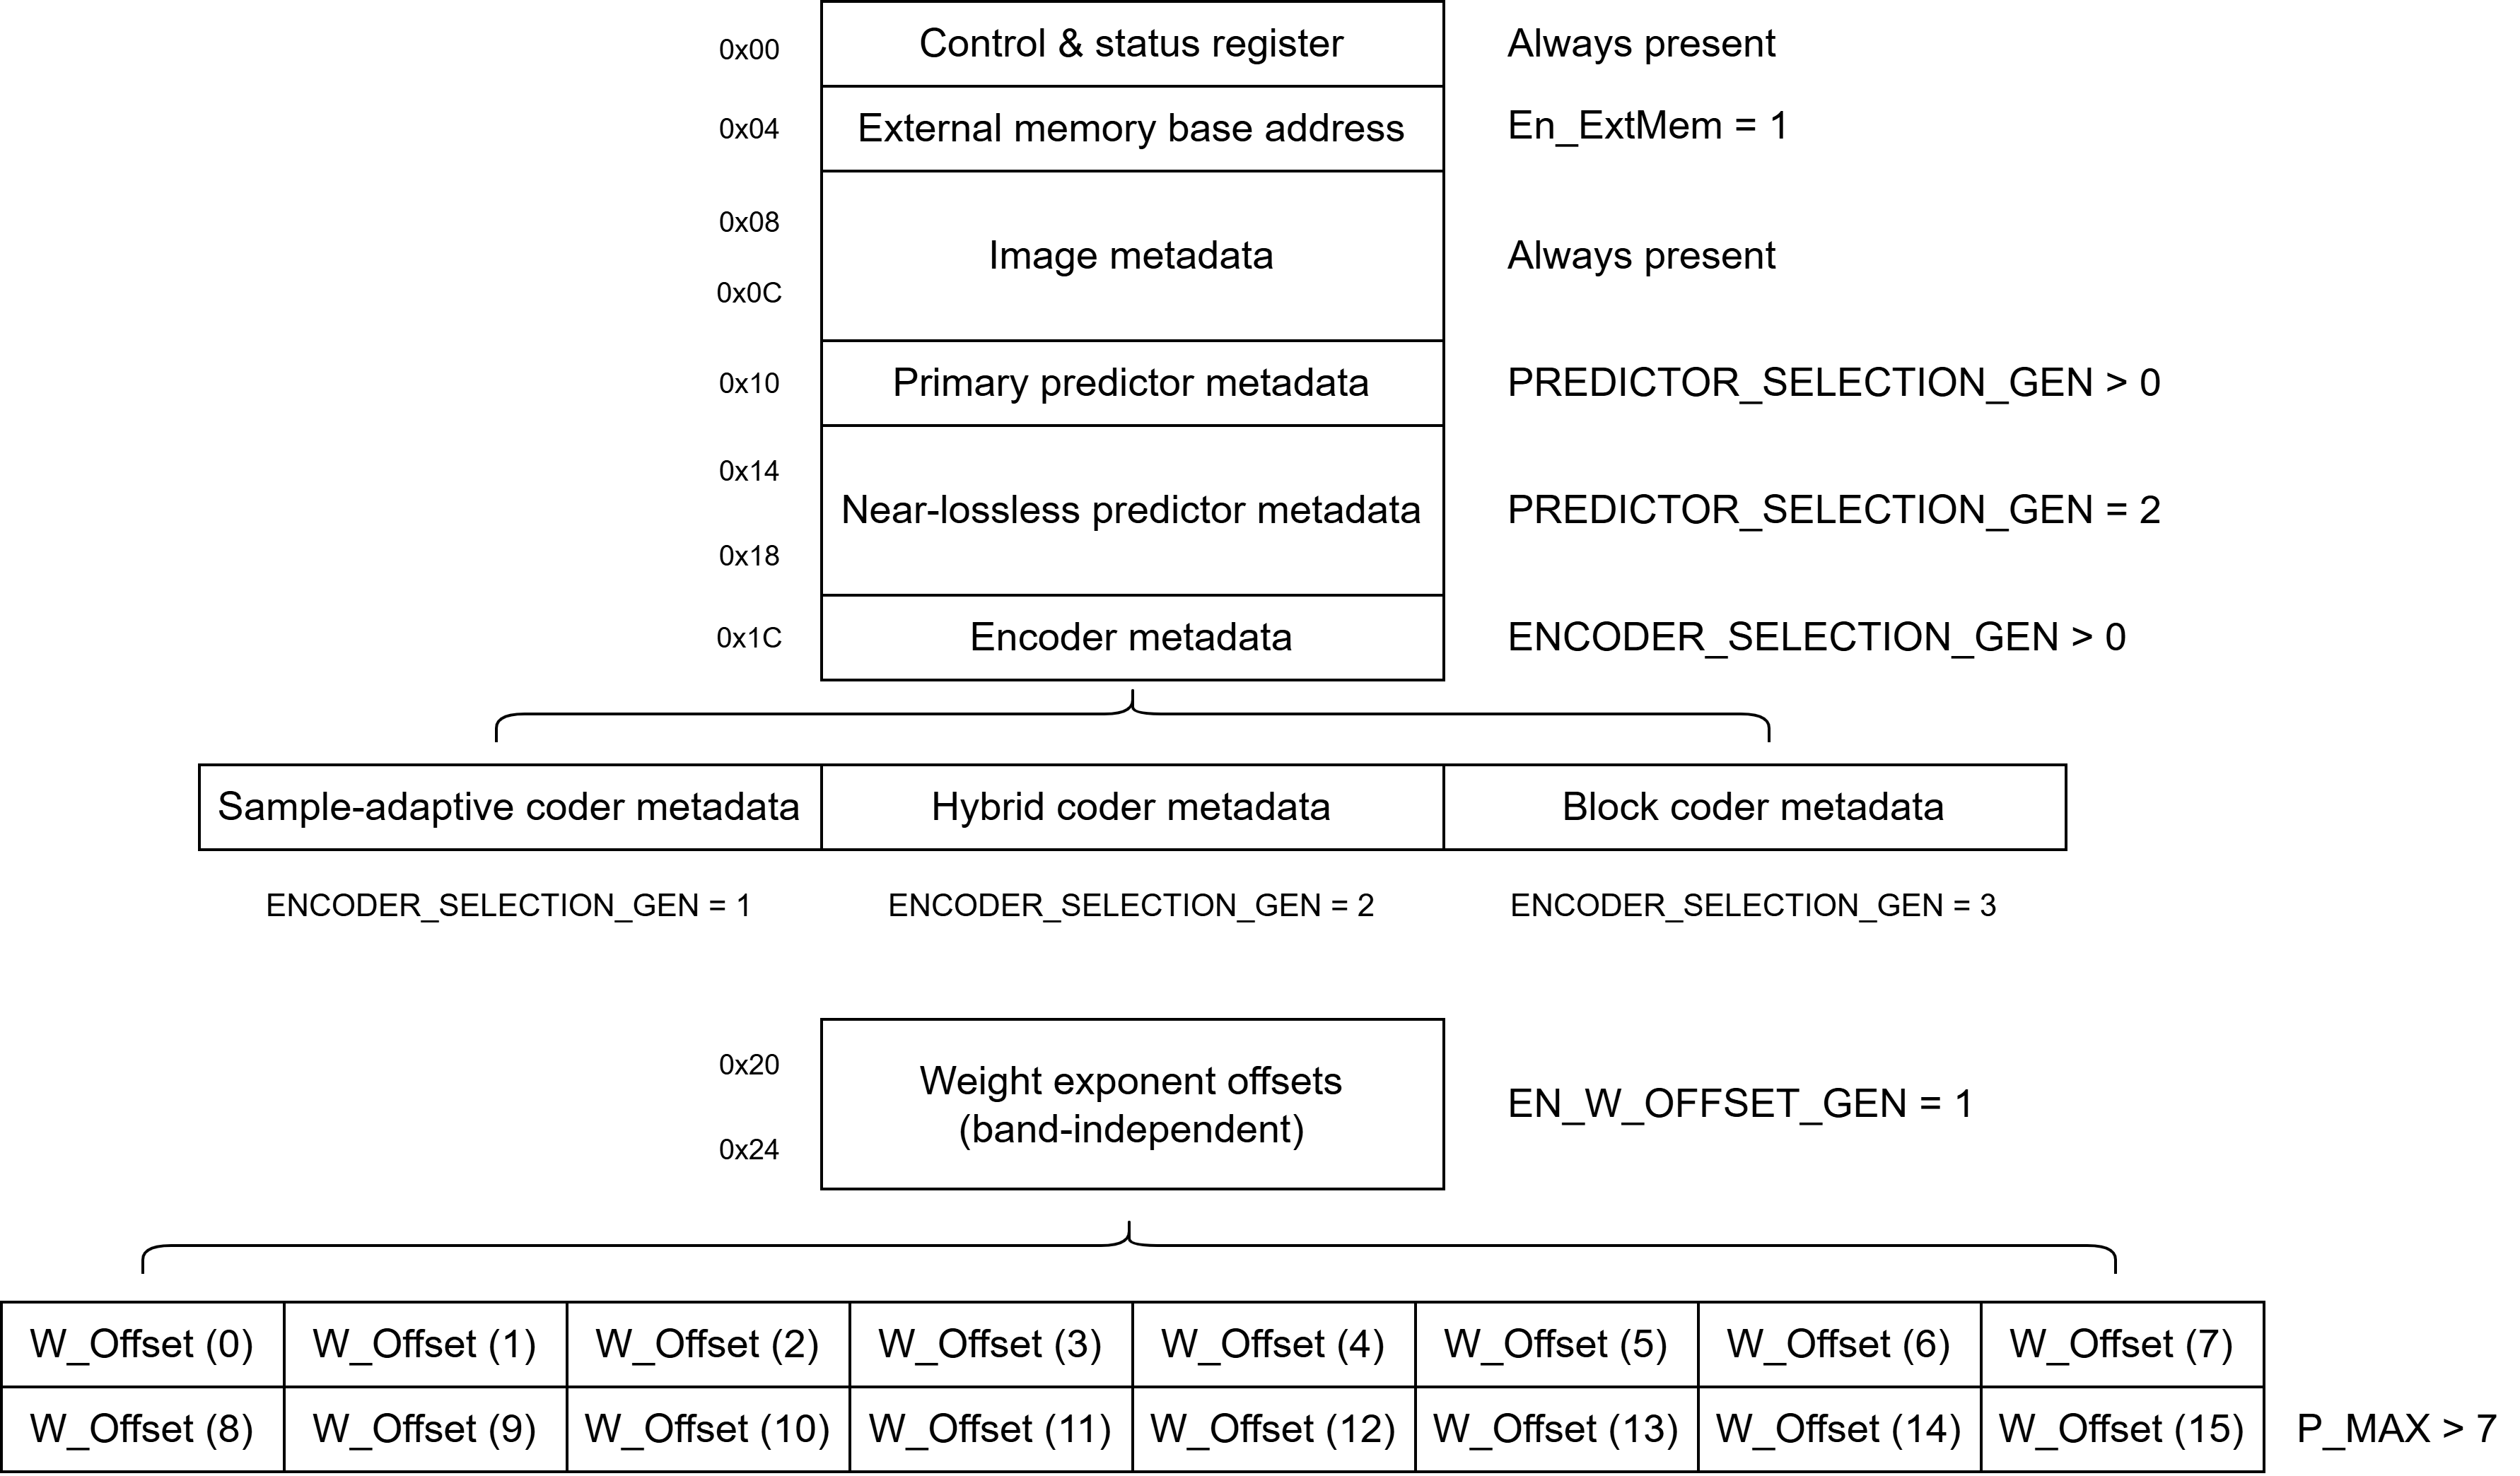 0x00 Control & status register Always present
0x04 External memory base address En_ExtMem = 1
0x08
Image metadata Always present
0x0C
0x10 Primary predictor metadata PREDICTOR_SELECTION_GEN > 0
0x14
Near-lossless predictor metadata PREDICTOR_SELECTION_GEN = 2
0x18
0x1C Encoder metadata ENCODER_SELECTION_GEN > 0
Sample-adaptive coder metadata Hybrid coder metadata Block coder metadata
ENCODER_SELECTION_GEN = 1 ENCODER_SELECTION_GEN = 2 ENCODER_SELECTION_GEN = 3
0x20
Weight exponent offsets
(band-independent)
EN_W_OFFSET_GEN = 1
0x24
W_Offset (0) W_Offset (1) W_Offset (2) W_Offset (3) W_Offset (4) W_Offset (5) W_Offset (6) W_Offset (7)
W_Offset (8) W_Offset (9) W_Offset (10) W_Offset (11) W_Offset (12) W_Offset (13) W_Offset (14) W_Offset (15) P_MAX > 7